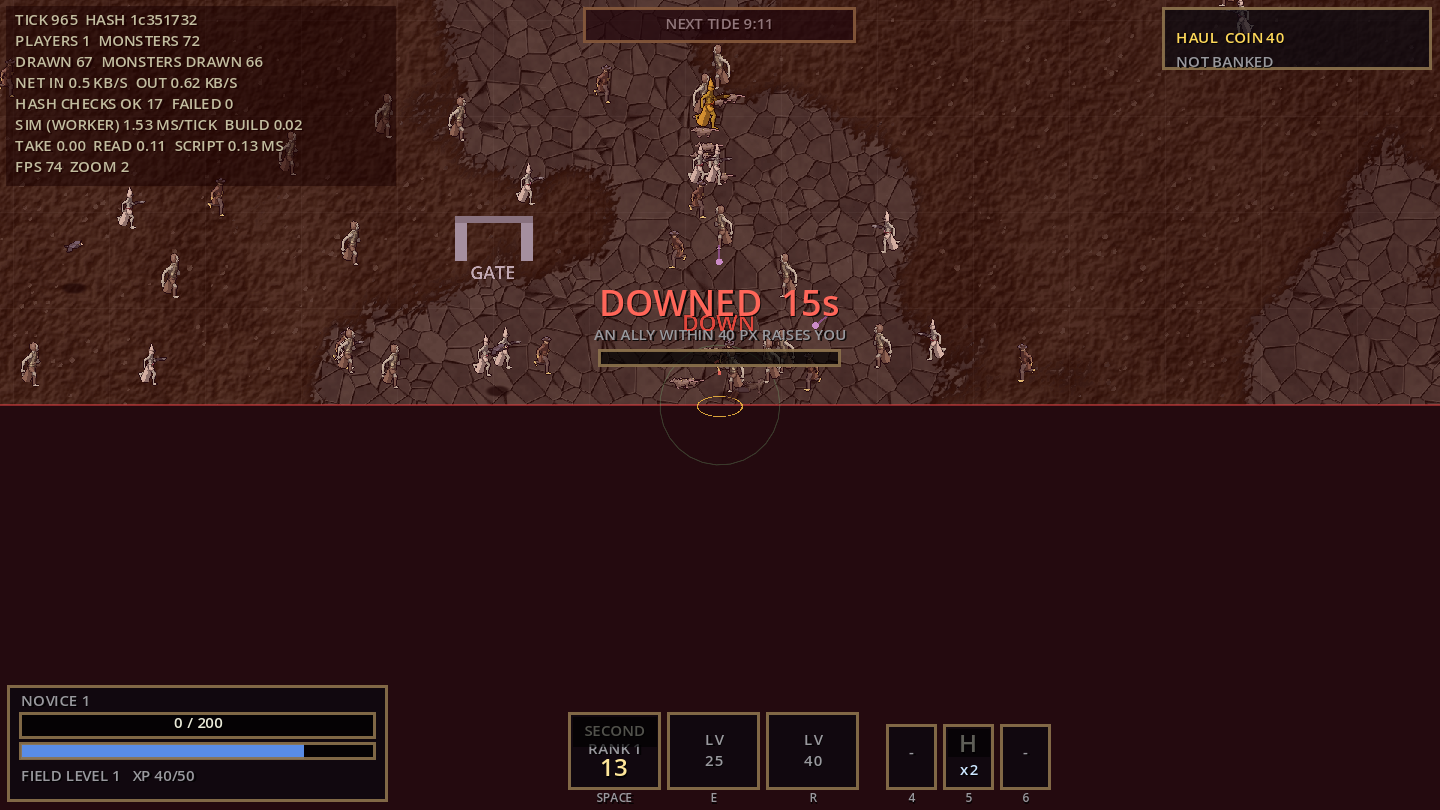 TICK 965 HASH 1c351732
PLAYERS 1 MONSTERS 72
DRAWN 67 MONSTERS DRAWN 66
NET IN 0.5 KB/S OUT 0.62 KB/S
HASH CHECKS OK 17 FAILED 0
SIM (WORKER) 1.53 MS/TICK BUILD 0.02
TAKE 0.00 READ 0.11 SCRIPT 0.13 MS
FPS 74 ZOOM 2
NEXT TIDE 9:11
HAUL COIN 40
NOT BANKED
GATE
DOWNED 15s
DOWN
AN ALLY WITHIN 40 PX RAISES YOU
NOVICE 1
0 / 200
FIELD LEVEL 1 XP 40/50
SECOND
RANK 1
13
SPACE
LV
25
E
LV
40
R
-
4
H
x2
5
-
6